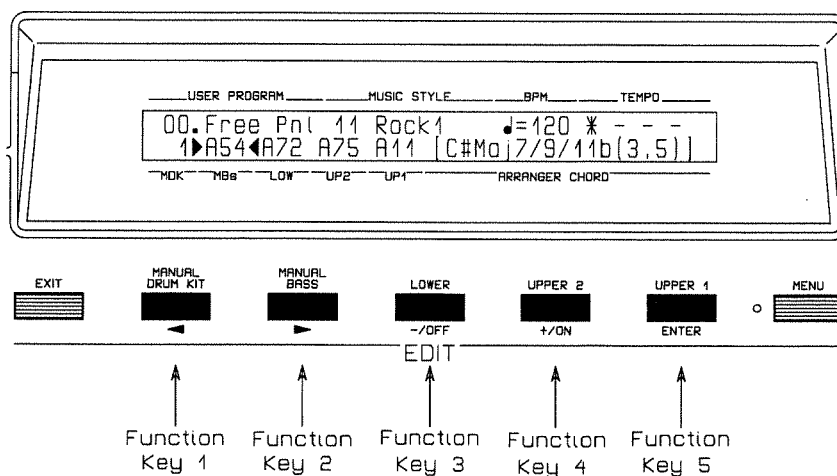 USER PROGRAM MUSIC STYLE BPM TEMPO
00.Free Pnl 11 Rock1 ♩=120 * - - -
1▶A54◀A72 A75 A11 [C#Maj7/9/11b(3,5)]
MDK MBs LOW UP2 UP1 ARRANGER CHORD
EXIT
MANUAL DRUM KIT
MANUAL BASS
LOWER
UPPER 2
UPPER 1
MENU
◄
►
-/OFF
+/ON
ENTER
EDIT
Function Key 1
Function Key 2
Function Key 3
Function Key 4
Function Key 5